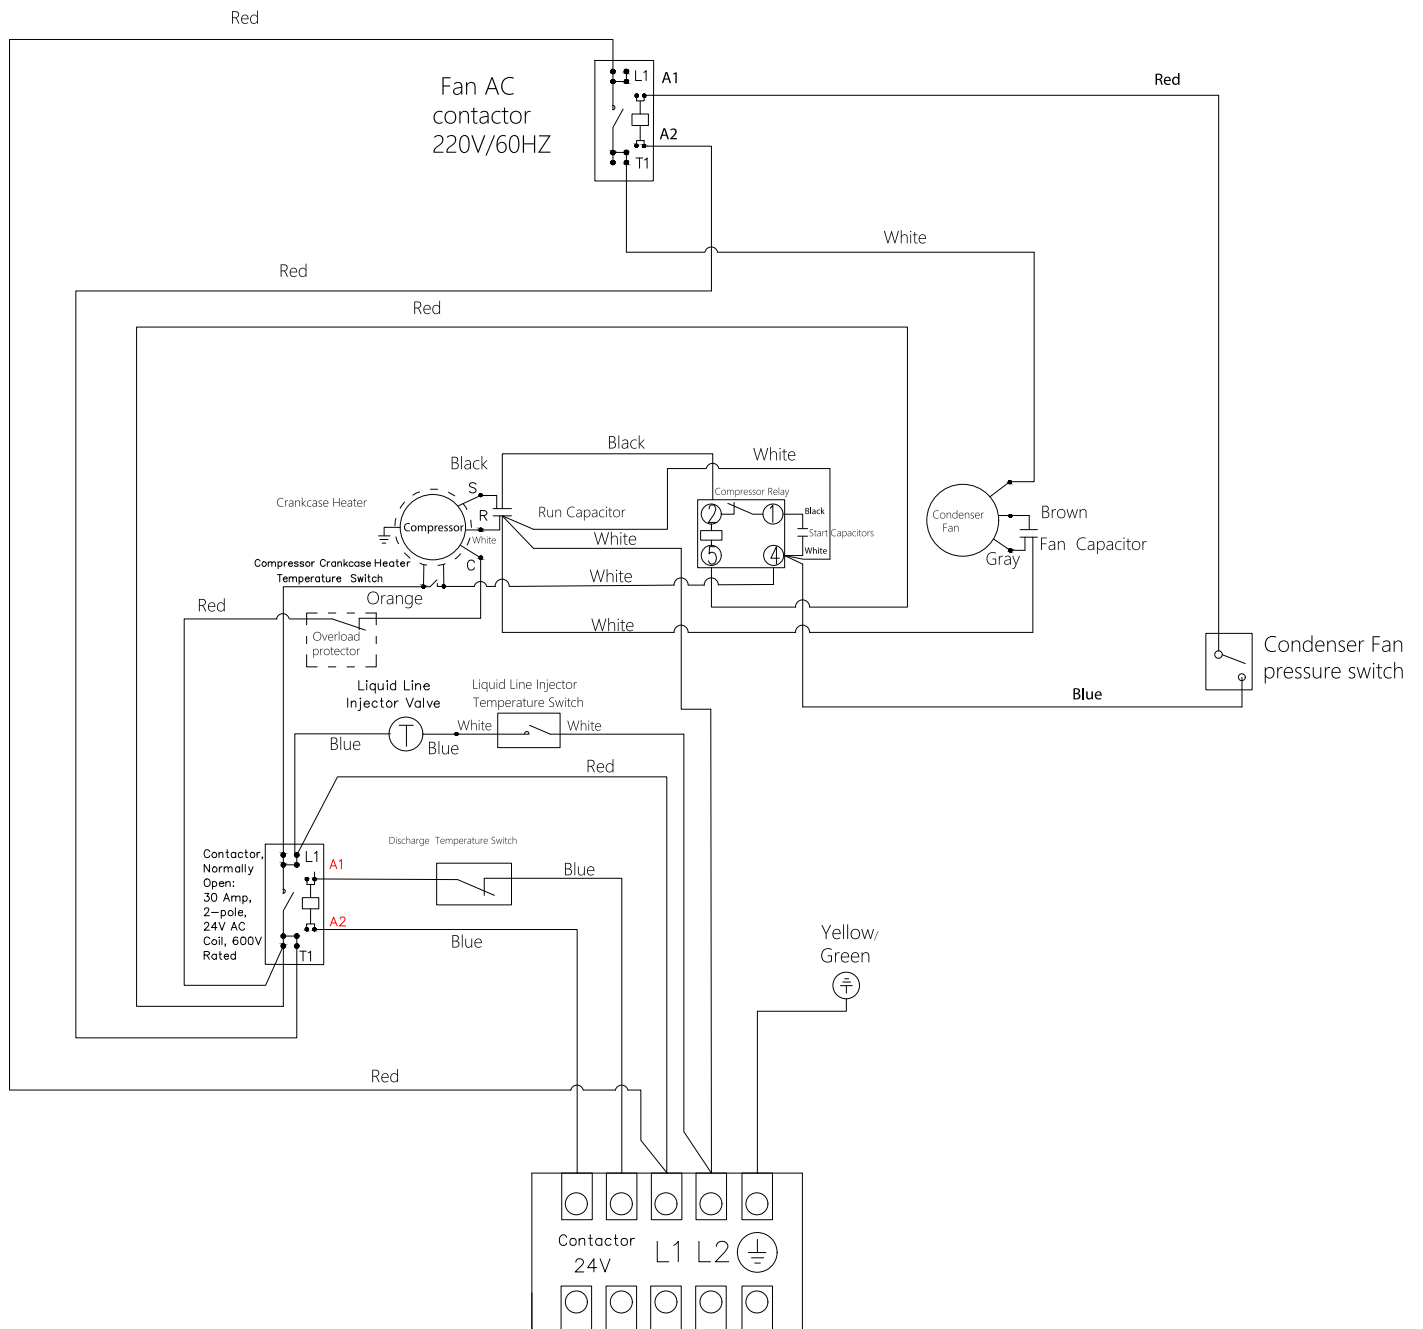 Red
Fan AC
contactor
220V/60HZ
L1
A1
A2
T1
Red
White
Red
Red
Black
White
Black
S
Crankcase Heater
Compressor
R
White
Run Capacitor
White
Compressor Relay
2
1
5
4
Black
Start Capacitors
White
Condenser
Fan
Brown
Fan Capacitor
Gray
C
Compressor Crankcase Heater
Temperature Switch
White
Orange
Red
Overload
protector
White
Condenser Fan
pressure switch
Blue
Liquid Line
Injector Valve
Liquid Line Injector
Temperature Switch
T
Blue
Blue
White
White
Red
Contactor,
Normally
Open:
30 Amp,
2-pole,
24V AC
Coil, 600V
Rated
L1
A1
A2
T1
Discharge Temperature Switch
Blue
Blue
Yellow/
Green
Red
Contactor
24V
L1
L2